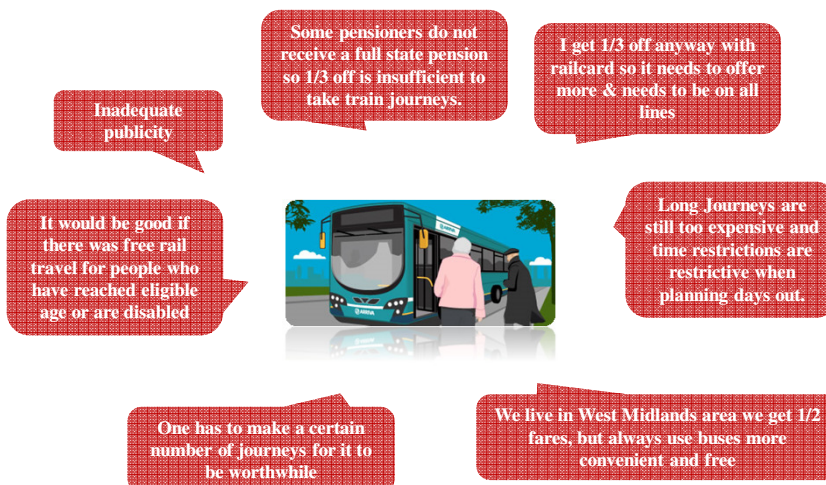 Some pensioners do not
receive a full state pension
so 1/3 off is insufficient to
take train journeys.
I get 1/3 off anyway with
railcard so it needs to offer
more & needs to be on all
lines
Inadequate
publicity
It would be good if
there was free rail
travel for people who
have reached eligible
age or are disabled
Long Journeys are
still too expensive and
time restrictions are
restrictive when
planning days out.
ARRIVA
One has to make a certain
number of journeys for it to
be worthwhile
We live in West Midlands area we get 1/2
fares, but always use buses more
convenient and free